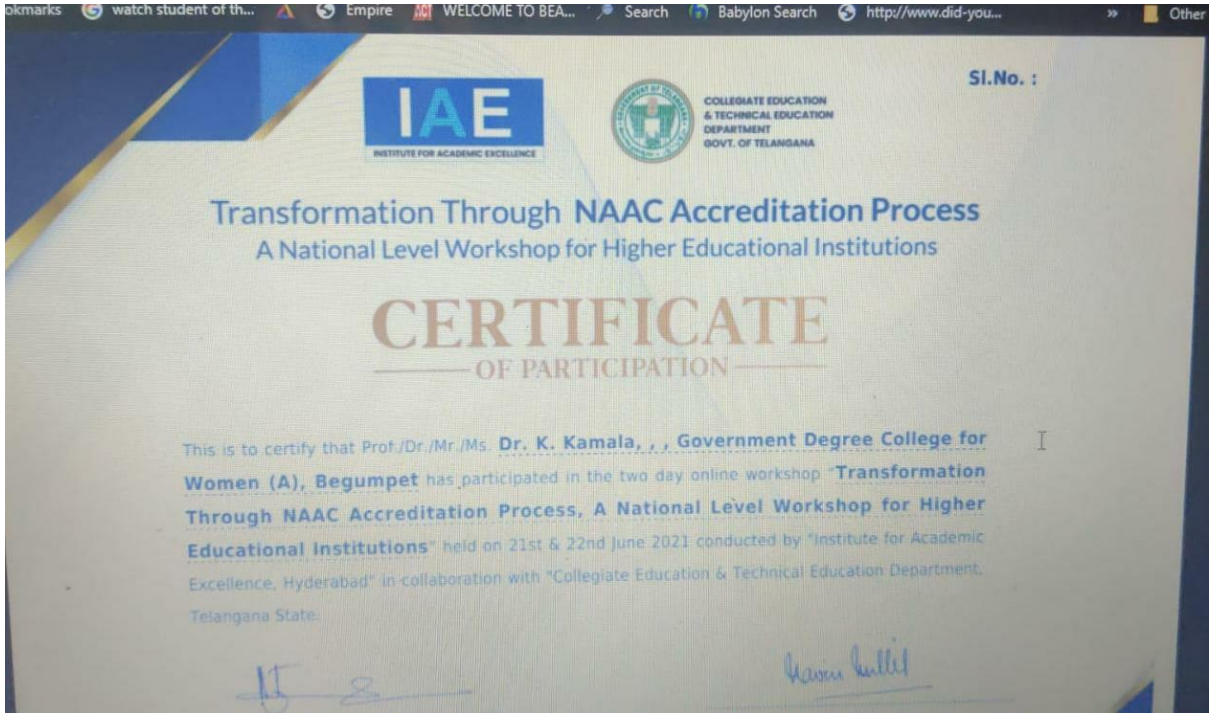 okmarks watch student of th... Empire WELCOME TO BEA... Search Babylon Search http://www.did-you... » Other
Sl.No. :
IAE
INSTITUTE FOR ACADEMIC EXCELLENCE
GOVERNMENT OF TELANGANA
COLLEGIATE EDUCATION
& TECHNICAL EDUCATION
DEPARTMENT
GOVT. OF TELANGANA
Transformation Through NAAC Accreditation Process
A National Level Workshop for Higher Educational Institutions
CERTIFICATE
OF PARTICIPATION
This is to certify that Prof./Dr./Mr./Ms. Dr. K. Kamala, , , Government Degree College for
Women (A), Begumpet has participated in the two day online workshop "Transformation
Through NAAC Accreditation Process, A National Level Workshop for Higher
Educational Institutions" held on 21st & 22nd June 2021 conducted by "Institute for Academic
Excellence, Hyderabad" in collaboration with "Collegiate Education & Technical Education Department,
Telangana State.